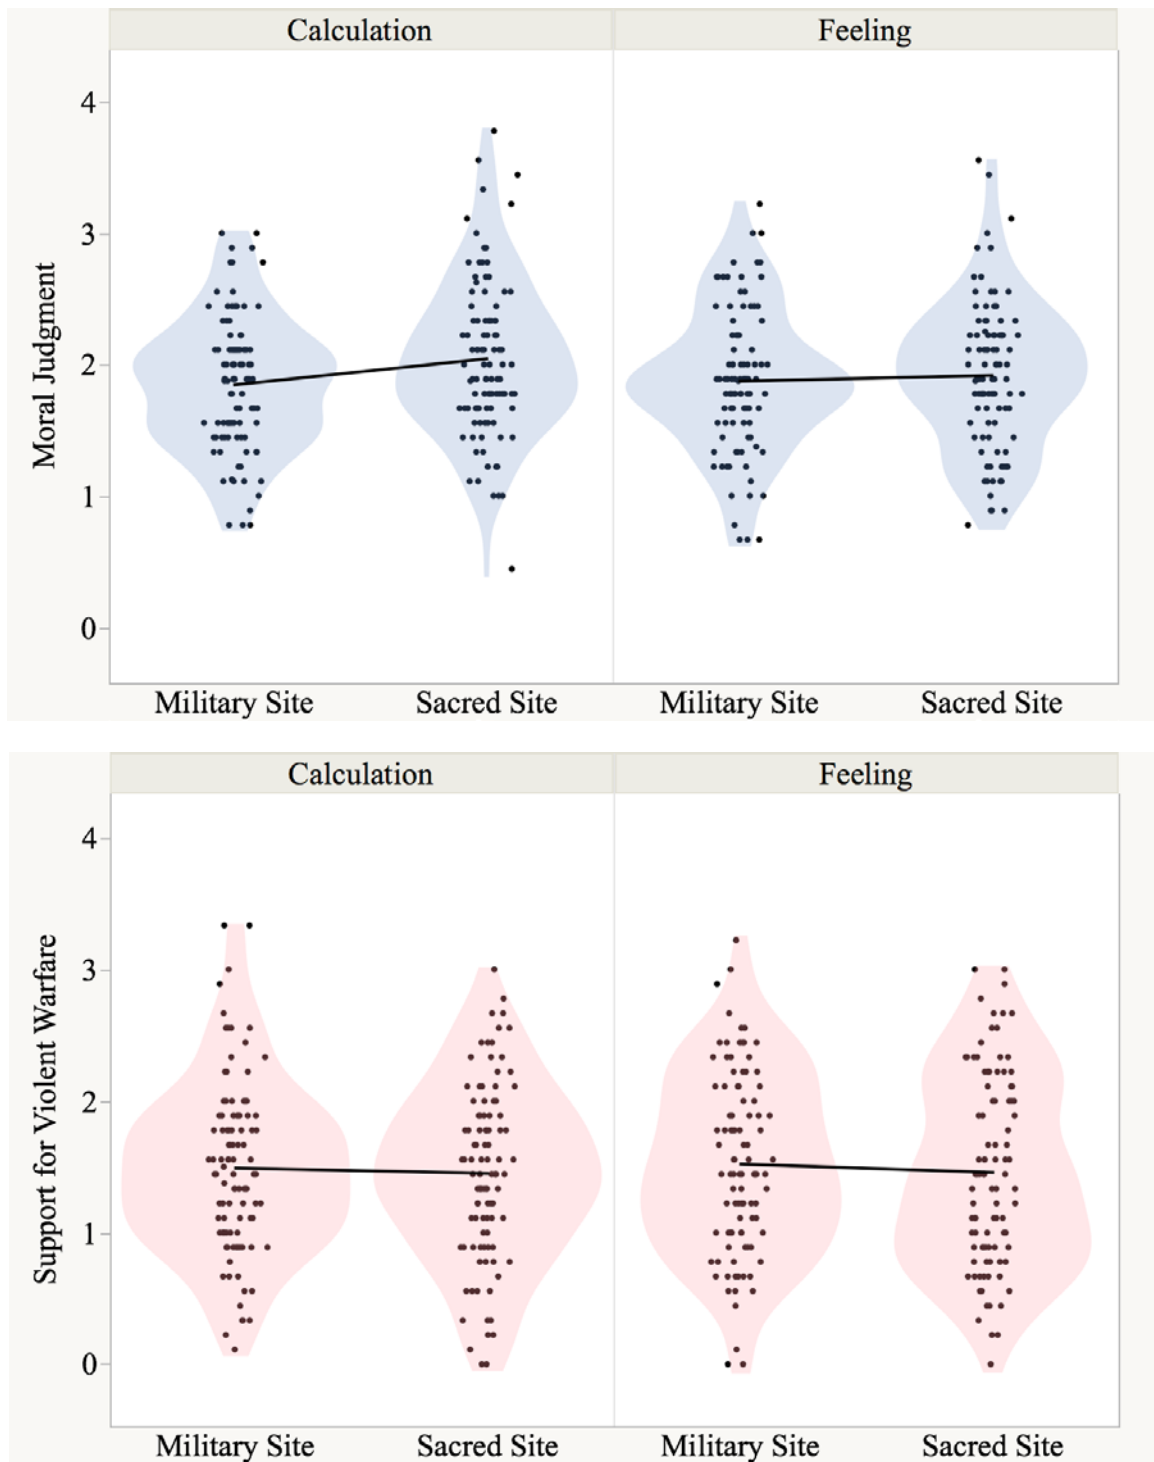 Calculation Feeling
Moral Judgment
4
3
2
1
0
Military Site Sacred Site Military Site Sacred Site
Calculation Feeling
Support for Violent Warfare
4
3
2
1
0
Military Site Sacred Site Military Site Sacred Site